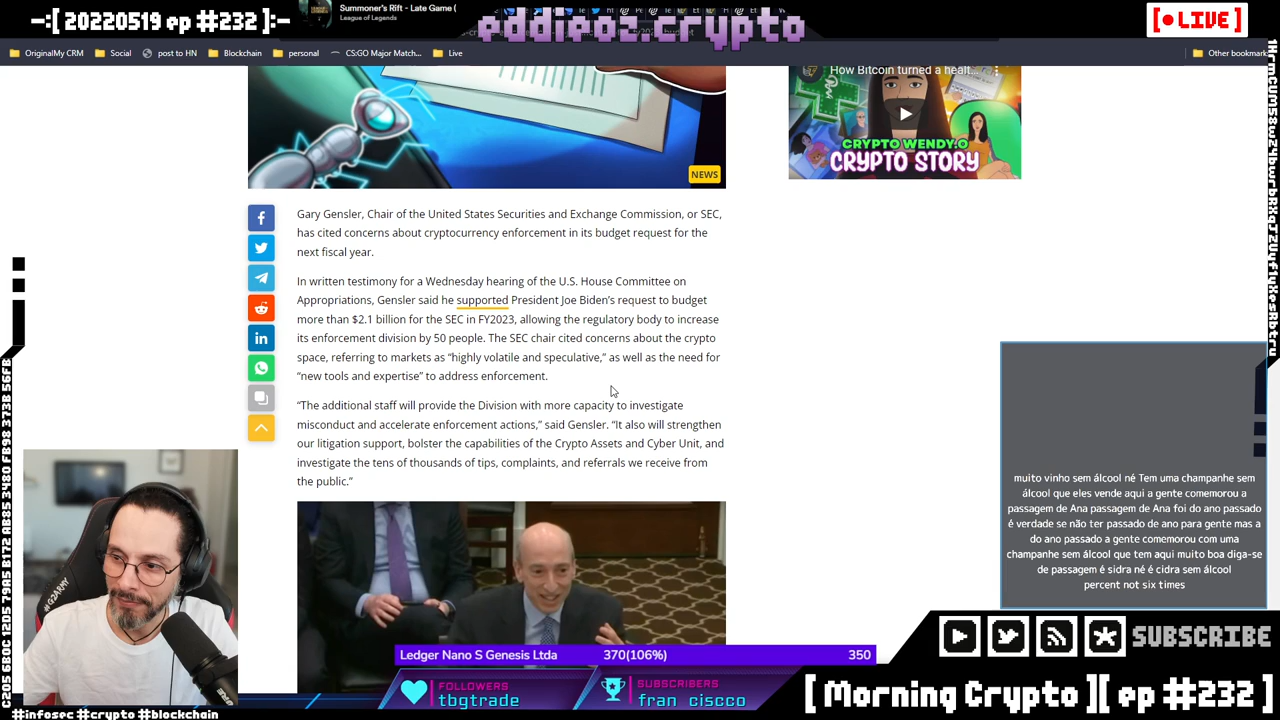 -:[ 20220519 ep #232 ]:-
Summoner's Rift - Late Game (
League of Legends
eddieoz.crypto
[● LIVE]
OriginalMy CRM
Social
post to HN
Blockchain
personal
CS:GO Major Match...
Live
Other bookmark
How Bitcoin turned a healt...
CRYPTO WENDY.O
CRYPTO STORY
NEWS
Gary Gensler, Chair of the United States Securities and Exchange Commission, or SEC,
has cited concerns about cryptocurrency enforcement in its budget request for the
next fiscal year.
In written testimony for a Wednesday hearing of the U.S. House Committee on
Appropriations, Gensler said he supported President Joe Biden's request to budget
more than $2.1 billion for the SEC in FY2023, allowing the regulatory body to increase
its enforcement division by 50 people. The SEC chair cited concerns about the crypto
space, referring to markets as “highly volatile and speculative,” as well as the need for
“new tools and expertise” to address enforcement.
“The additional staff will provide the Division with more capacity to investigate
misconduct and accelerate enforcement actions,” said Gensler. “It also will strengthen
our litigation support, bolster the capabilities of the Crypto Assets and Cyber Unit, and
investigate the tens of thousands of tips, complaints, and referrals we receive from
the public.”
muito vinho sem álcool né Tem uma champanhe sem
álcool que eles vende aqui a gente comemorou a
passagem de Ana passagem de Ana foi do ano passado
é verdade se não ter passado de ano para gente mas a
do ano passado a gente comemorou com uma
champanhe sem álcool que tem aqui muito boa diga-se
de passagem é sidra né é cidra sem álcool
percent not six times
#G2ARMY
SUBSCRIBE
Ledger Nano S Genesis Ltda 370(106%) 350
FOLLOWERS
tbgtrade
SUBSCRIBERS
fran_ciscco
[ Morning Crypto ][ ep #232 ]
#infosec #crypto #blockchain